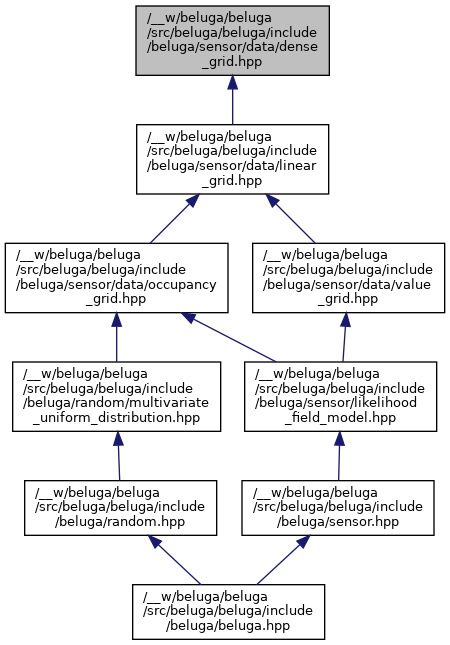 /__w/beluga/beluga
/src/beluga/beluga/include
/beluga/sensor/data/dense
_grid.hpp
/__w/beluga/beluga
/src/beluga/beluga/include
/beluga/sensor/data/linear
_grid.hpp
/__w/beluga/beluga
/src/beluga/beluga/include
/beluga/sensor/data/occupancy
_grid.hpp
/__w/beluga/beluga
/src/beluga/beluga/include
/beluga/sensor/data/value
_grid.hpp
/__w/beluga/beluga
/src/beluga/beluga/include
/beluga/random/multivariate
_uniform_distribution.hpp
/__w/beluga/beluga
/src/beluga/beluga/include
/beluga/sensor/likelihood
_field_model.hpp
/__w/beluga/beluga
/src/beluga/beluga/include
/beluga/random.hpp
/__w/beluga/beluga
/src/beluga/beluga/include
/beluga/sensor.hpp
/__w/beluga/beluga
/src/beluga/beluga/include
/beluga/beluga.hpp